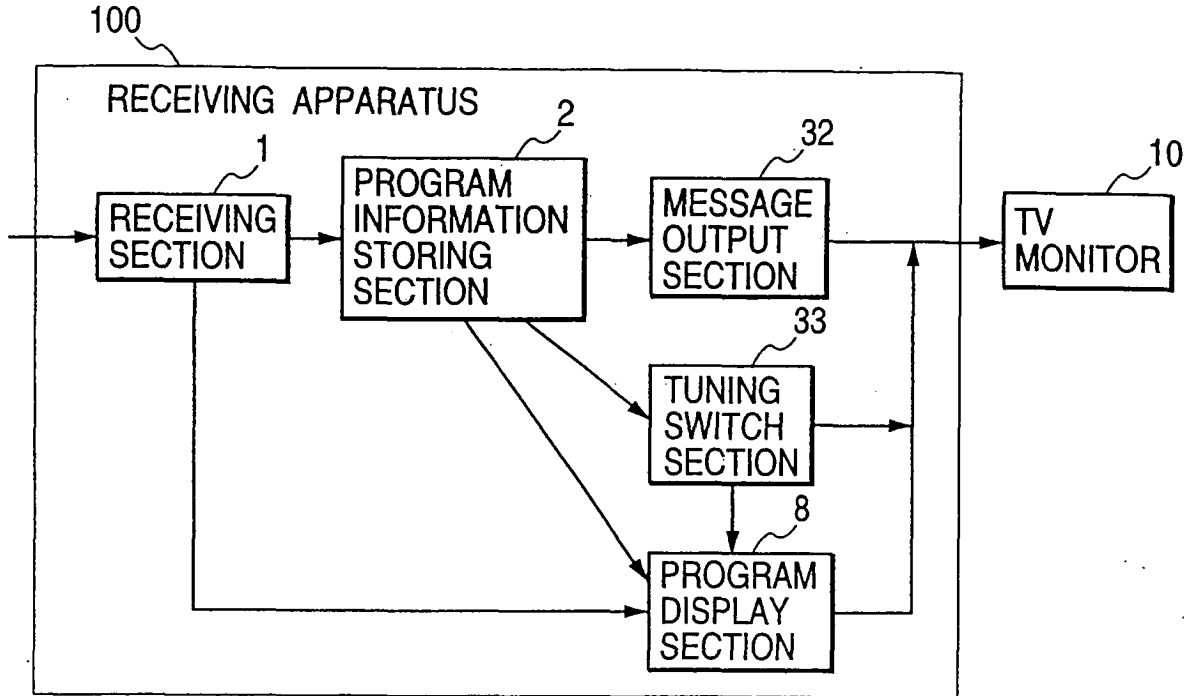 100
RECEIVING APPARATUS
1
RECEIVING
SECTION
2
PROGRAM
INFORMATION
STORING
SECTION
32
MESSAGE
OUTPUT
SECTION
10
TV
MONITOR
33
TUNING
SWITCH
SECTION
8
PROGRAM
DISPLAY
SECTION